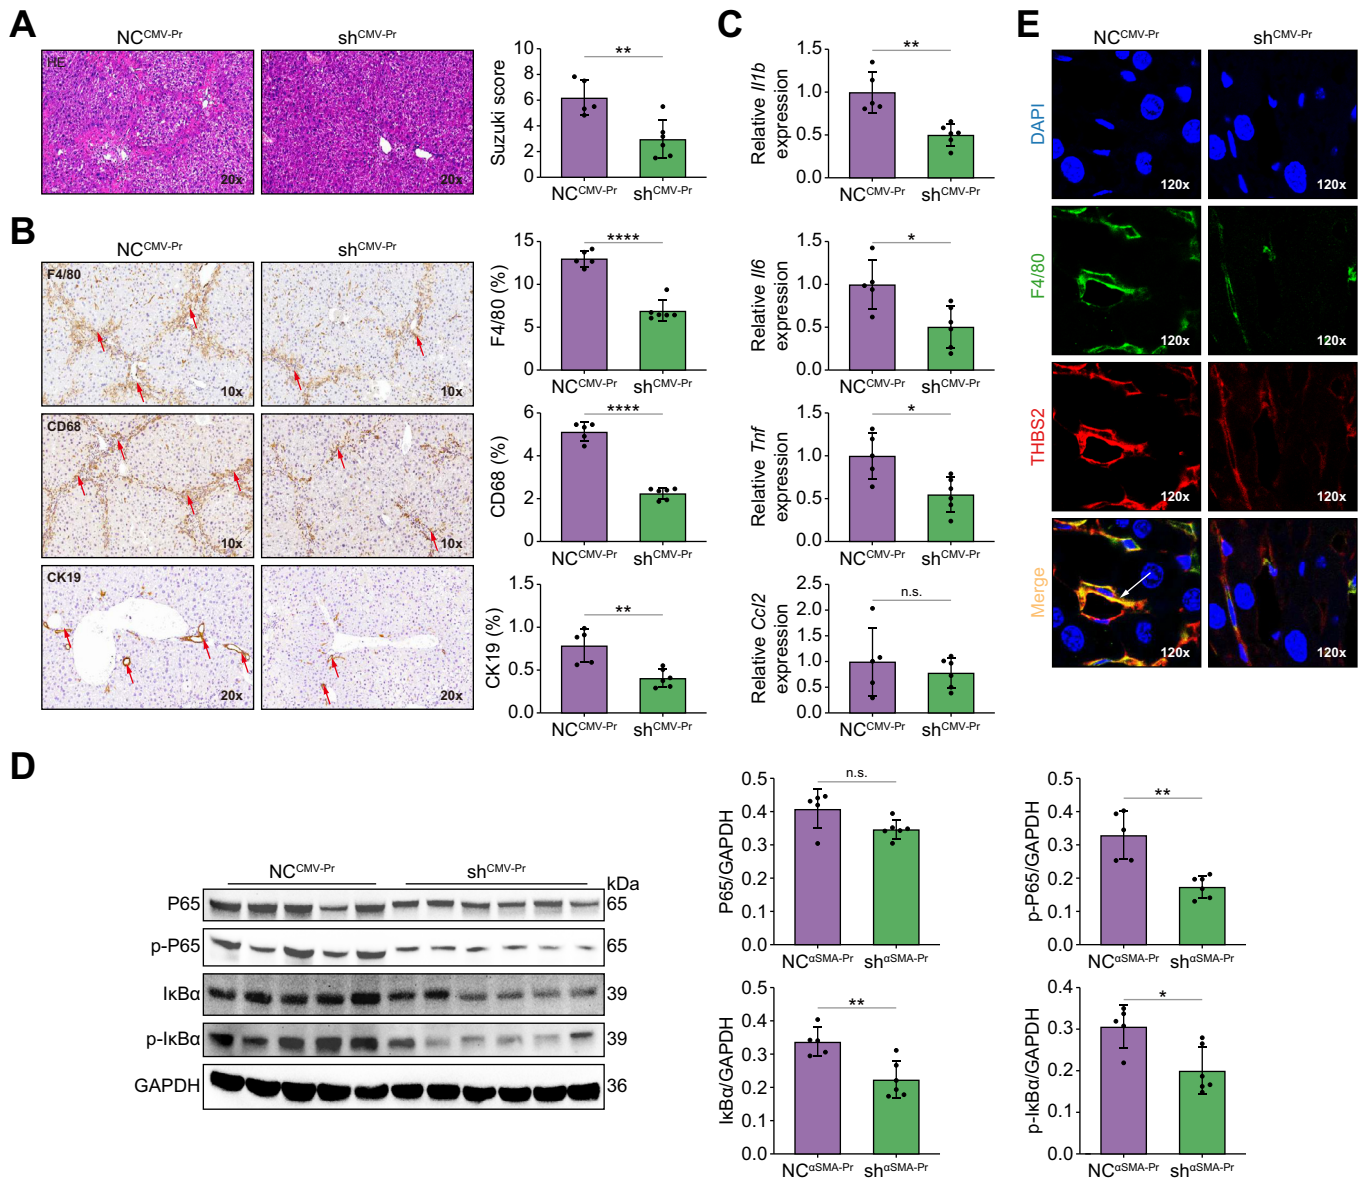 A
NCCMV-Pr
shCMV-Pr
HE
20x
20x
Suzuki score
10
8
6
4
2
0
**
NCCMV-Pr
shCMV-Pr
B
NCCMV-Pr
shCMV-Pr
F4/80
10x
10x
F4/80 (%)
15
10
5
0
****
NCCMV-Pr
shCMV-Pr
CD68
10x
10x
CD68 (%)
6
4
2
0
****
NCCMV-Pr
shCMV-Pr
CK19
20x
20x
CK19 (%)
1.5
1.0
0.5
0.0
**
NCCMV-Pr
shCMV-Pr
C
Relative Il1b
expression
1.5
1.0
0.5
0.0
**
NCCMV-Pr
shCMV-Pr
Relative Il6
expression
1.5
1.0
0.5
0.0
*
NCCMV-Pr
shCMV-Pr
Relative Tnf
expression
1.5
1.0
0.5
0.0
*
NCCMV-Pr
shCMV-Pr
Relative Ccl2
expression
2.5
2.0
1.5
1.0
0.5
0.0
n.s.
NCCMV-Pr
shCMV-Pr
D
NCCMV-Pr
shCMV-Pr
kDa
P65
65
p-P65
65
IκBα
39
p-IκBα
39
GAPDH
36
P65/GAPDH
0.5
0.4
0.3
0.2
0.1
0.0
n.s.
NCαSMA-Pr
shαSMA-Pr
p-P65/GAPDH
0.5
0.4
0.3
0.2
0.1
0.0
**
NCαSMA-Pr
shαSMA-Pr
IκBα/GAPDH
0.5
0.4
0.3
0.2
0.1
0.0
**
NCαSMA-Pr
shαSMA-Pr
p-IκBα/GAPDH
0.4
0.3
0.2
0.1
0.0
*
NCαSMA-Pr
shαSMA-Pr
E
NCCMV-Pr
shCMV-Pr
DAPI
120x
120x
F4/80
120x
120x
THBS2
120x
120x
Merge
120x
120x